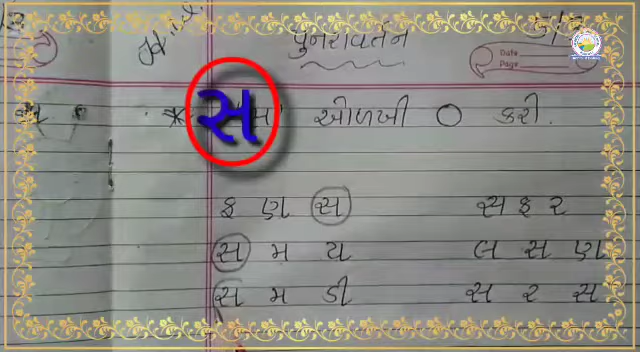 પુનરાવર્તન
Date
Page
* સ ઓળખી ○ કરો.
ફ ણ સ સ ફ ર
સ મ ય લ સ ણ
સ મ ડી સ ર સ